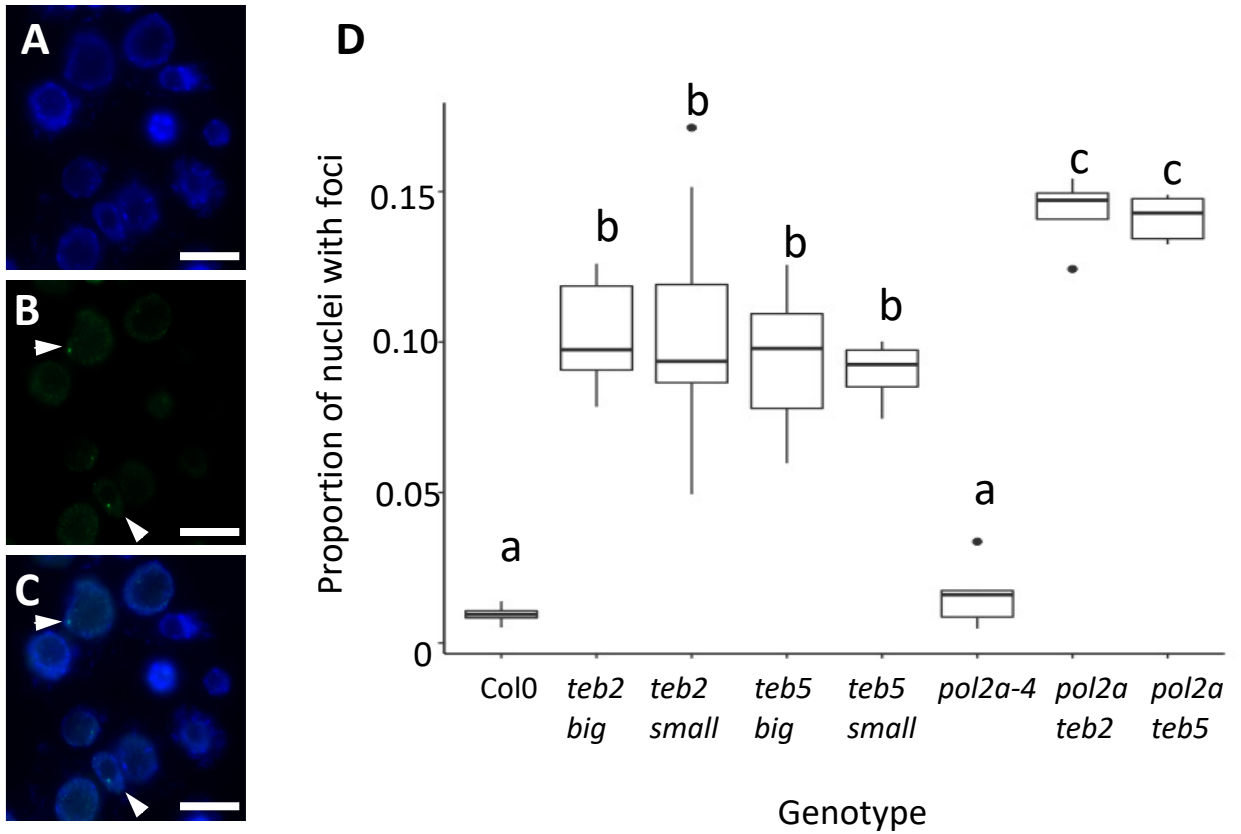 A
B
C
D
Proportion of nuclei with foci
0.15
0.10
0.05
0
a
b
b
b
b
a
c
c
Col0 teb2 teb2 teb5 teb5 pol2a-4 pol2a pol2a
big small big small teb2 teb5
Genotype